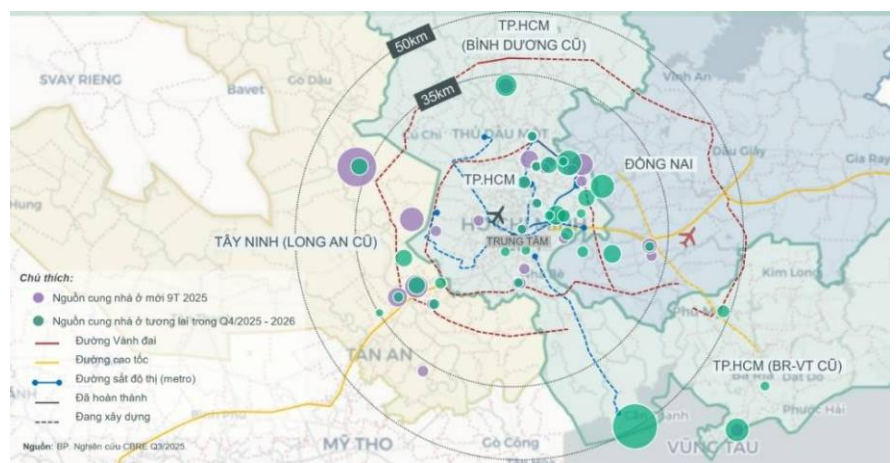 TP.HCM
(BÌNH DƯƠNG CŨ)
50km
35km
SVAY RIENG
Gò Dầu
Bavet
Vĩnh An
Củ Chi
THỦ DẦU MỘT
Dầu Giây
Gia Ray
ĐỒNG NAI
TP.HCM
Hung
TÂY NINH (LONG AN CŨ)
TRUNG TÂM
Nhà Bè
Kim Long
Chú thích:
Nguồn cung nhà ở mới 9T 2025
Nguồn cung nhà ở tương lai trong Q4/2025 - 2026
Đường Vành đai
Đường cao tốc
Đường sắt đô thị (metro)
Đã hoàn thành
Đang xây dựng
TÂN AN
TP.HCM (BR-VT CŨ)
Đất Đỏ
Phước Hải
MỸ THO
Gò Công
VŨNG TÀU
Nguồn: BP. Nghiên cứu CBRE Q3/2025.